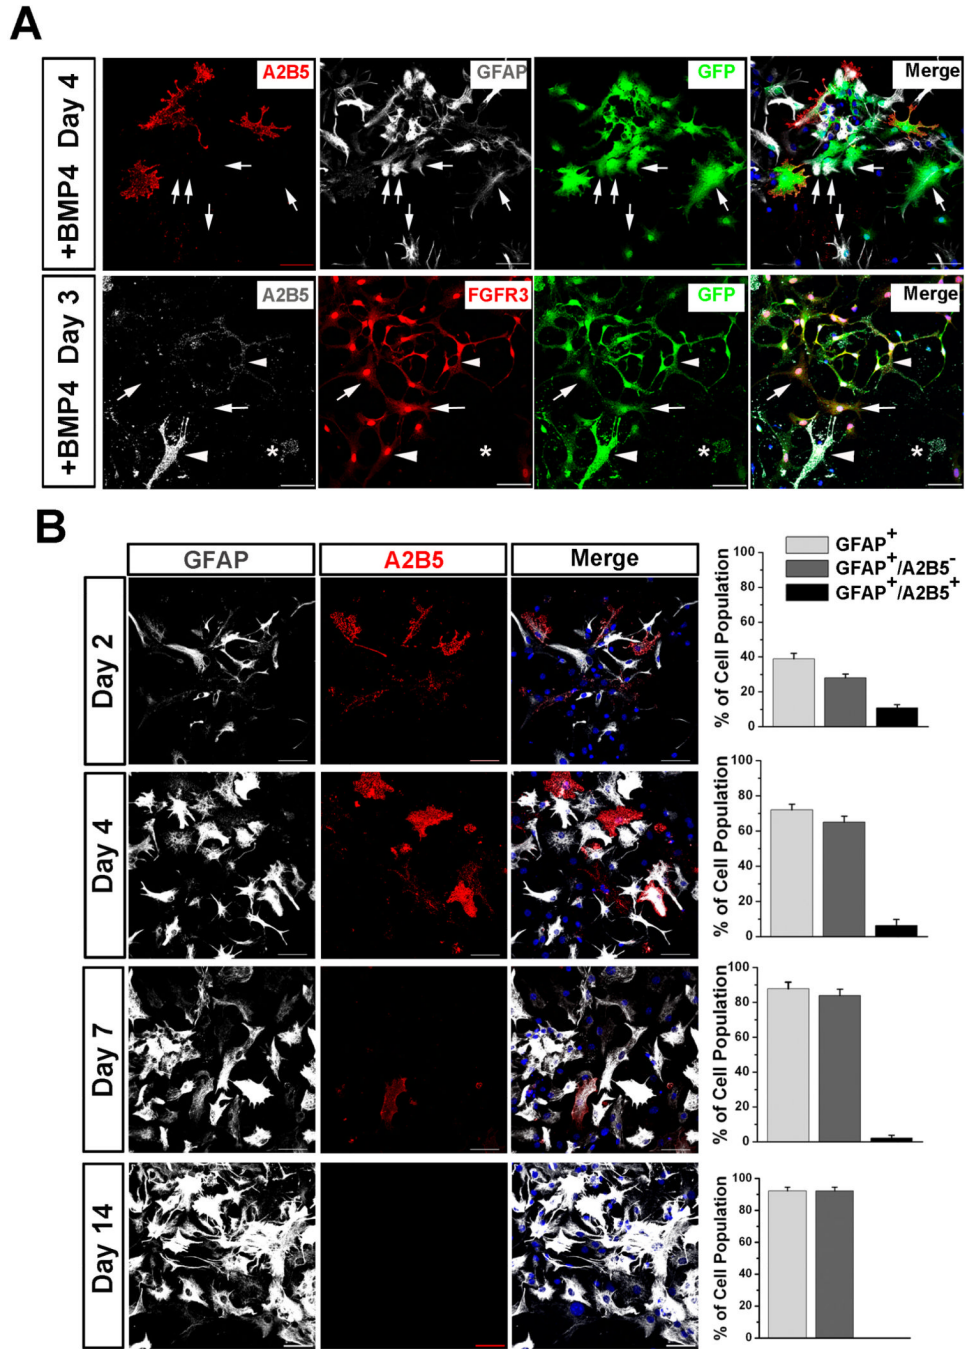 A
+BMP4 Day 4
A2B5
GFAP
GFP
Merge
+BMP4 Day 3
A2B5
FGFR3
GFP
Merge
*
*
*
*
B
GFAP
A2B5
Merge
Day 2
Day 4
Day 7
Day 14
GFAP⁺
GFAP⁺/A2B5⁻
GFAP⁺/A2B5⁺
% of Cell Population
100
80
60
40
20
0
% of Cell Population
100
80
60
40
20
0
% of Cell Population
100
80
60
40
20
0
% of Cell Population
100
80
60
40
20
0